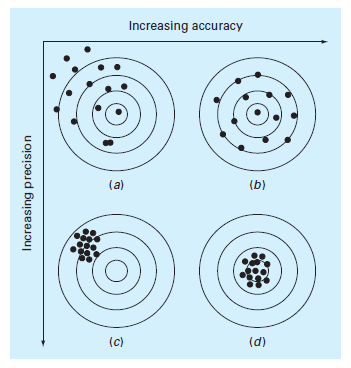 Increasing accuracy
Increasing precision
(a)
(b)
(c)
(d)